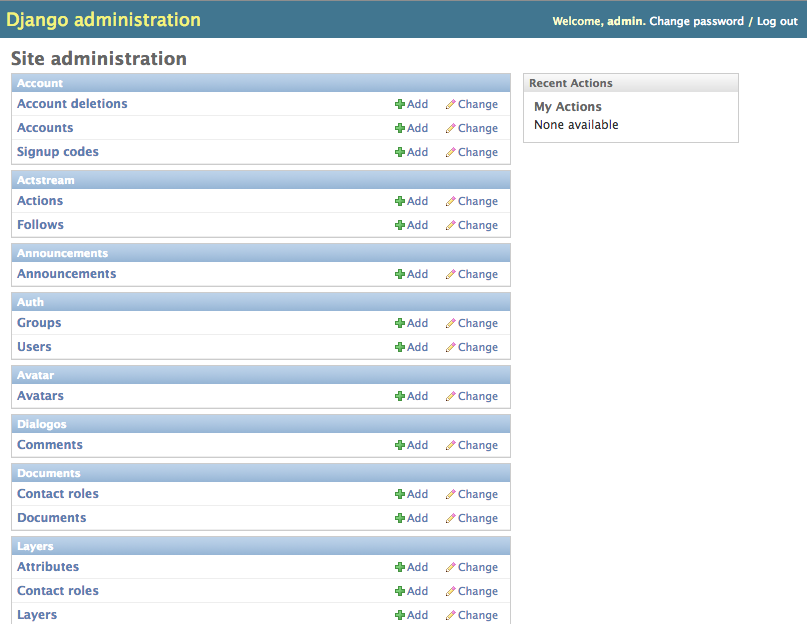 Django administration
Welcome, admin. Change password / Log out
Site administration
Account
Account deletions Add Change
Accounts Add Change
Signup codes Add Change
Actstream
Actions Add Change
Follows Add Change
Announcements
Announcements Add Change
Auth
Groups Add Change
Users Add Change
Avatar
Avatars Add Change
Dialogos
Comments Add Change
Documents
Contact roles Add Change
Documents Add Change
Layers
Attributes Add Change
Contact roles Add Change
Layers Add Change
Recent Actions
My Actions
None available